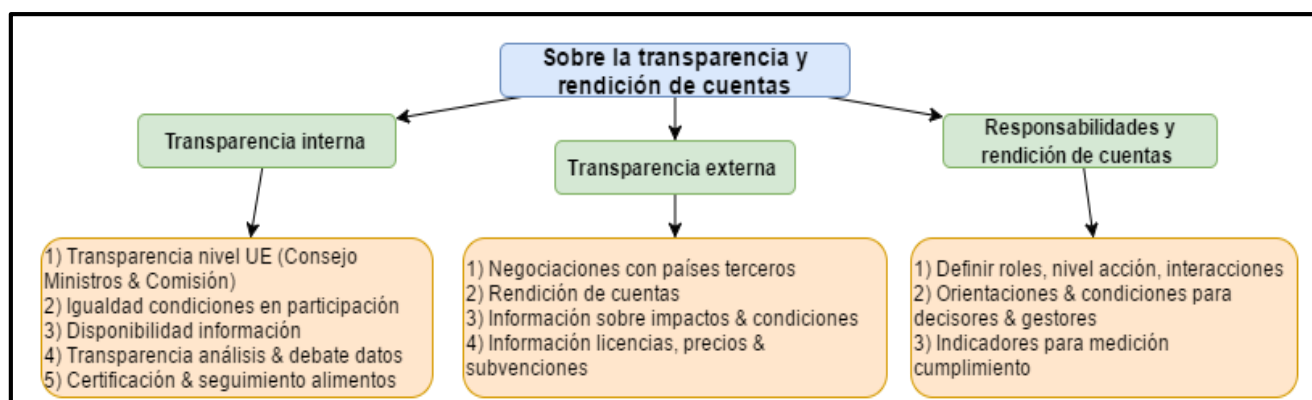 Sobre la transparencia y
rendición de cuentas
Transparencia interna
Transparencia externa
Responsabilidades y
rendición de cuentas
1) Transparencia nivel UE (Consejo
Ministros & Comisión)
2) Igualdad condiciones en participación
3) Disponibilidad información
4) Transparencia análisis & debate datos
5) Certificación & seguimiento alimentos
1) Negociaciones con países terceros
2) Rendición de cuentas
3) Información sobre impactos & condiciones
4) Información licencias, precios &
subvenciones
1) Definir roles, nivel acción, interacciones
2) Orientaciones & condiciones para
decisores & gestores
3) Indicadores para medición
cumplimiento